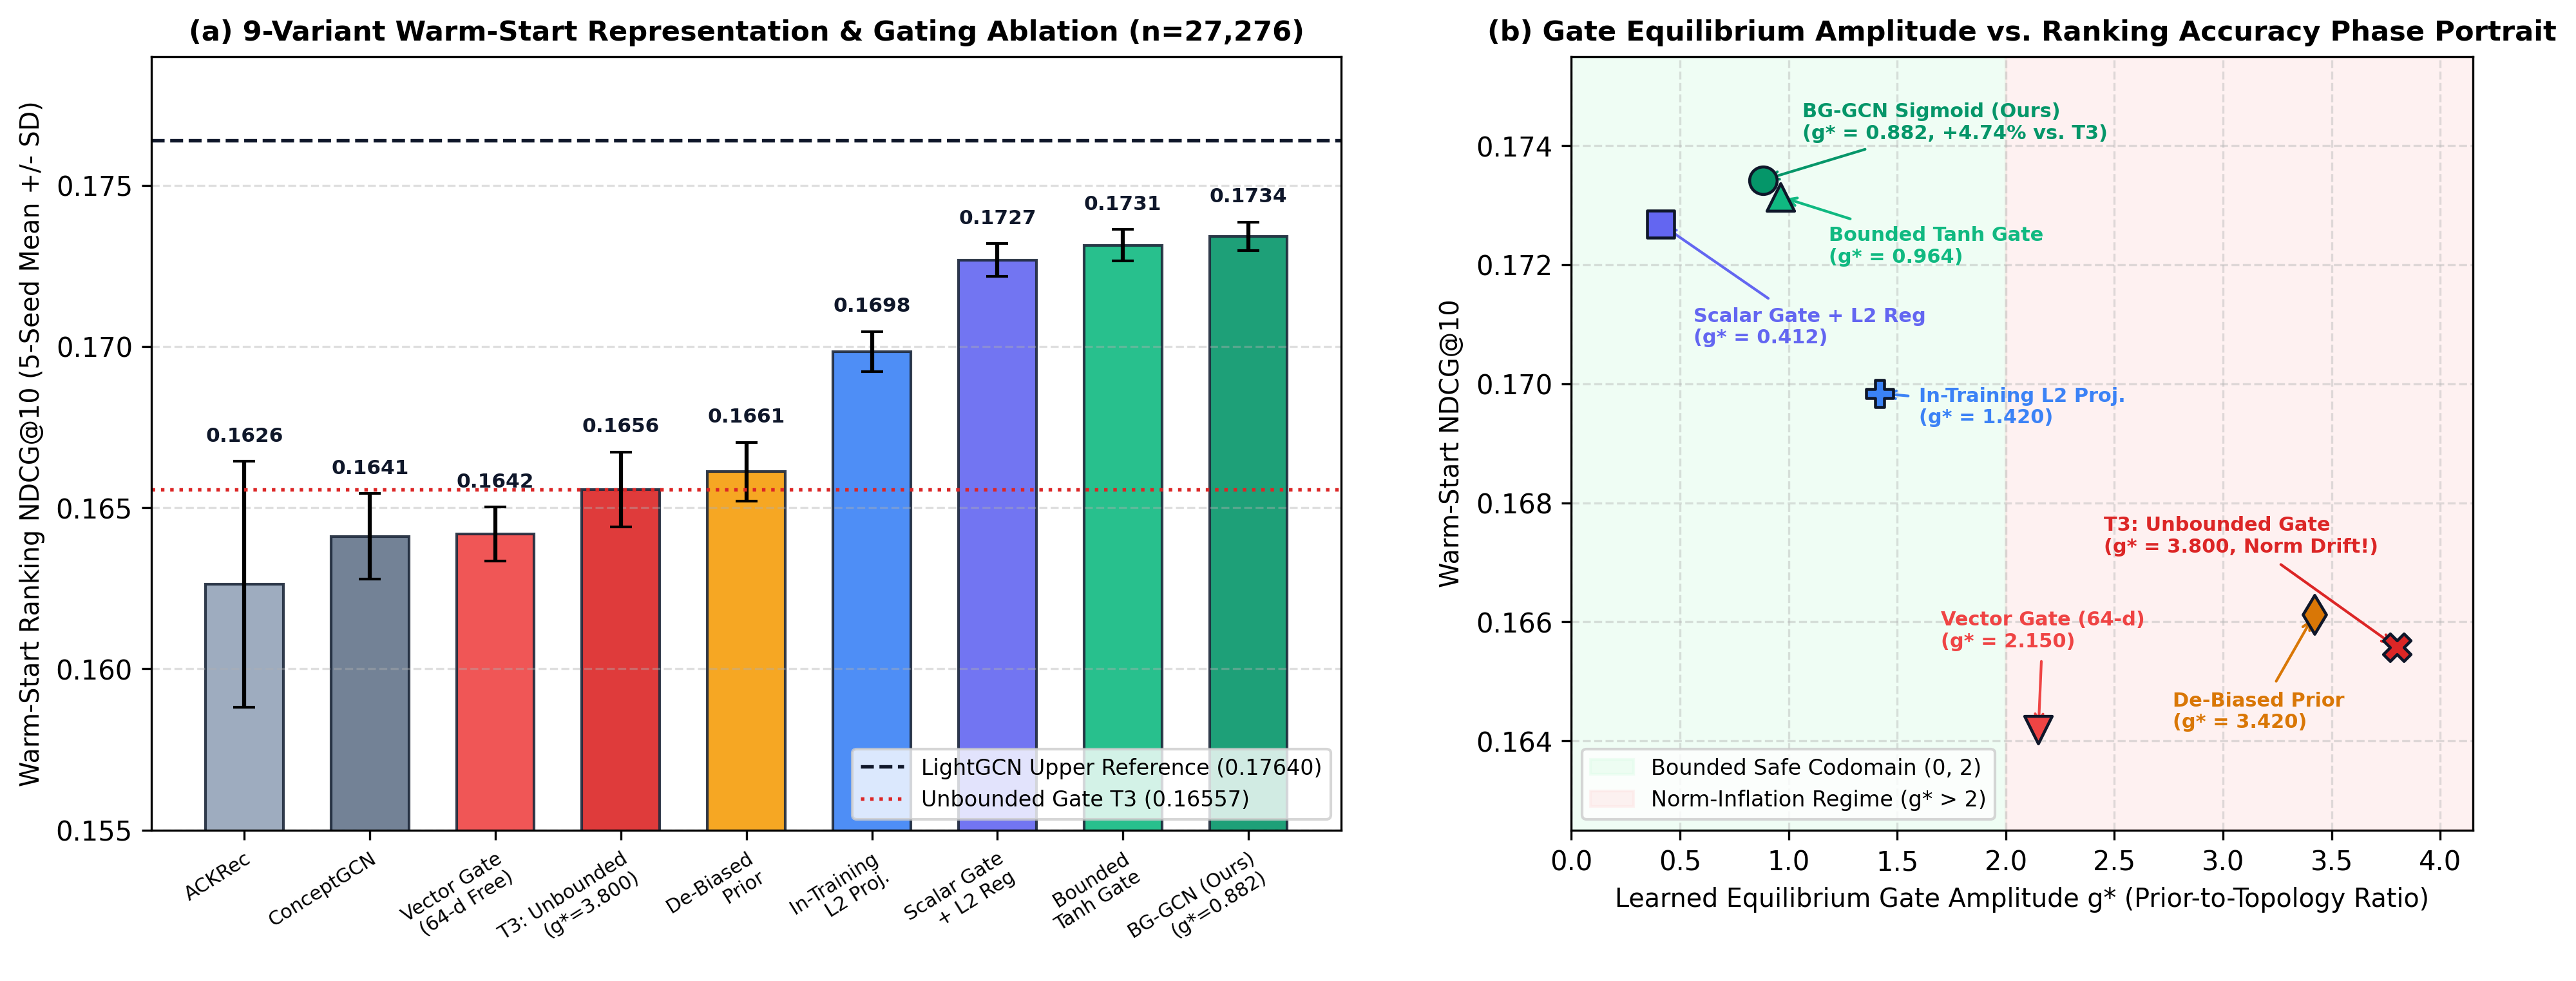 (a) 9-Variant Warm-Start Representation & Gating Ablation (n=27,276)
Warm-Start Ranking NDCG@10 (5-Seed Mean +/- SD)
0.175
0.170
0.165
0.160
0.155
0.1626
0.1641
0.1642
0.1656
0.1661
0.1698
0.1727
0.1731
0.1734
LightGCN Upper Reference (0.17640)
Unbounded Gate T3 (0.16557)
ACKRec
ConceptGCN
Vector Gate
(64-d Free)
T3: Unbounded
(g*=3.800)
De-Biased
Prior
In-Training
L2 Proj.
Scalar Gate
+ L2 Reg
Bounded
Tanh Gate
BG-GCN (Ours)
(g*=0.882)
(b) Gate Equilibrium Amplitude vs. Ranking Accuracy Phase Portrait
Warm-Start NDCG@10
0.174
0.172
0.170
0.168
0.166
0.164
BG-GCN Sigmoid (Ours)
(g* = 0.882, +4.74% vs. T3)
Bounded Tanh Gate
(g* = 0.964)
Scalar Gate + L2 Reg
(g* = 0.412)
In-Training L2 Proj.
(g* = 1.420)
T3: Unbounded Gate
(g* = 3.800, Norm Drift!)
Vector Gate (64-d)
(g* = 2.150)
De-Biased Prior
(g* = 3.420)
Bounded Safe Codomain (0, 2)
Norm-Inflation Regime (g* > 2)
0.0
0.5
1.0
1.5
2.0
2.5
3.0
3.5
4.0
Learned Equilibrium Gate Amplitude g* (Prior-to-Topology Ratio)